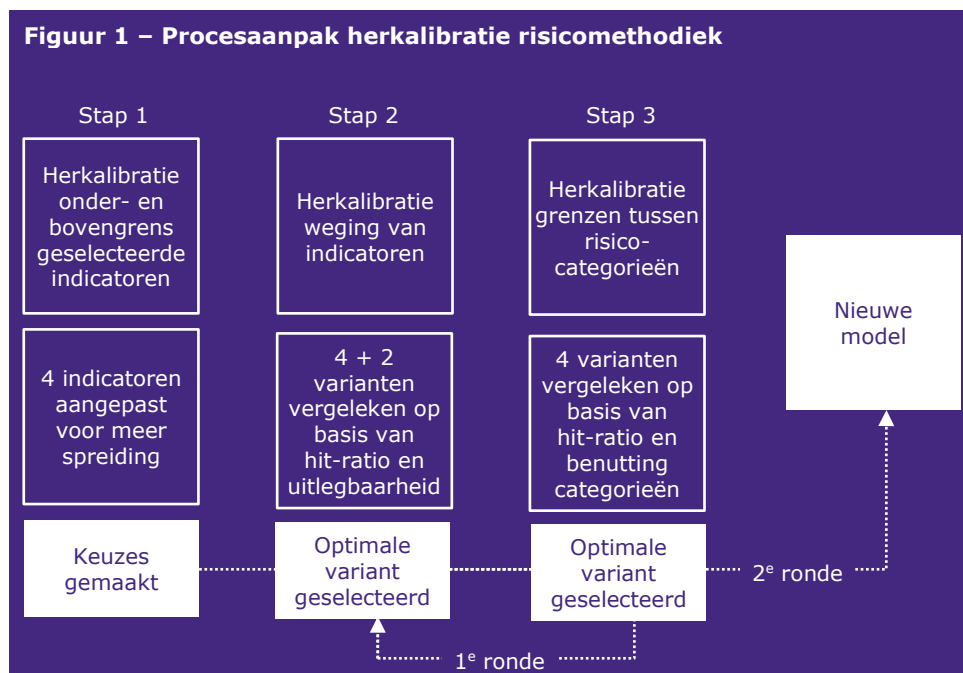 Figuur 1 – Procesaanpak herkalibratie risicomethodiek
Stap 1
Herkalibratie
onder- en
bovengrens
geselecteerde
indicatoren
4 indicatoren
aangepast
voor meer
spreiding
Keuzes
gemaakt
Stap 2
Herkalibratie
weging van
indicatoren
4 + 2
varianten
vergeleken op
basis van
hit-ratio en
uitlegbaarheid
Optimale
variant
geselecteerd
Stap 3
Herkalibratie
grenzen tussen
risico-
categorieën
4 varianten
vergeleken op
basis van
hit-ratio en
benutting
categorieën
Optimale
variant
geselecteerd
1e ronde
2e ronde
Nieuwe
model